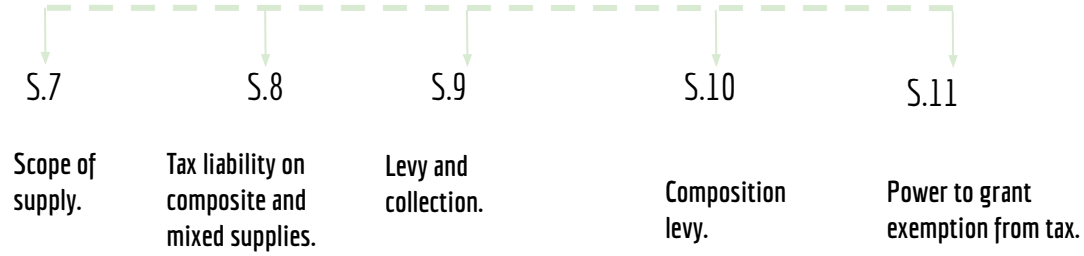 S.7
Scope of
supply.
S.8
Tax liability on
composite and
mixed supplies.
S.9
Levy and
collection.
S.10
Composition
levy.
S.11
Power to grant
exemption from tax.